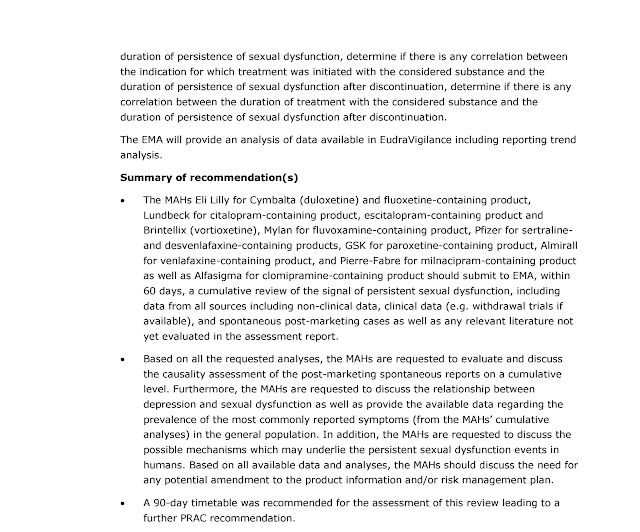 duration of persistence of sexual dysfunction, determine if there is any correlation between
the indication for which treatment was initiated with the considered substance and the
duration of persistence of sexual dysfunction after discontinuation, determine if there is any
correlation between the duration of treatment with the considered substance and the
duration of persistence of sexual dysfunction after discontinuation.
The EMA will provide an analysis of data available in EudraVigilance including reporting trend
analysis.
Summary of recommendation(s)
• The MAHs Eli Lilly for Cymbalta (duloxetine) and fluoxetine-containing product,
Lundbeck for citalopram-containing product, escitalopram-containing product and
Brintellix (vortioxetine), Mylan for fluvoxamine-containing product, Pfizer for sertraline-
and desvenlafaxine-containing products, GSK for paroxetine-containing product, Almirall
for venlafaxine-containing product, and Pierre-Fabre for milnacipram-containing product
as well as Alfasigma for clomipramine-containing product should submit to EMA, within
60 days, a cumulative review of the signal of persistent sexual dysfunction, including
data from all sources including non-clinical data, clinical data (e.g. withdrawal trials if
available), and spontaneous post-marketing cases as well as any relevant literature not
yet evaluated in the assessment report.
• Based on all the requested analyses, the MAHs are requested to evaluate and discuss
the causality assessment of the post-marketing spontaneous reports on a cumulative
level. Furthermore, the MAHs are requested to discuss the relationship between
depression and sexual dysfunction as well as provide the available data regarding the
prevalence of the most commonly reported symptoms (from the MAHs' cumulative
analyses) in the general population. In addition, the MAHs are requested to discuss the
possible mechanisms which may underlie the persistent sexual dysfunction events in
humans. Based on all available data and analyses, the MAHs should discuss the need for
any potential amendment to the product information and/or risk management plan.
• A 90-day timetable was recommended for the assessment of this review leading to a
further PRAC recommendation.